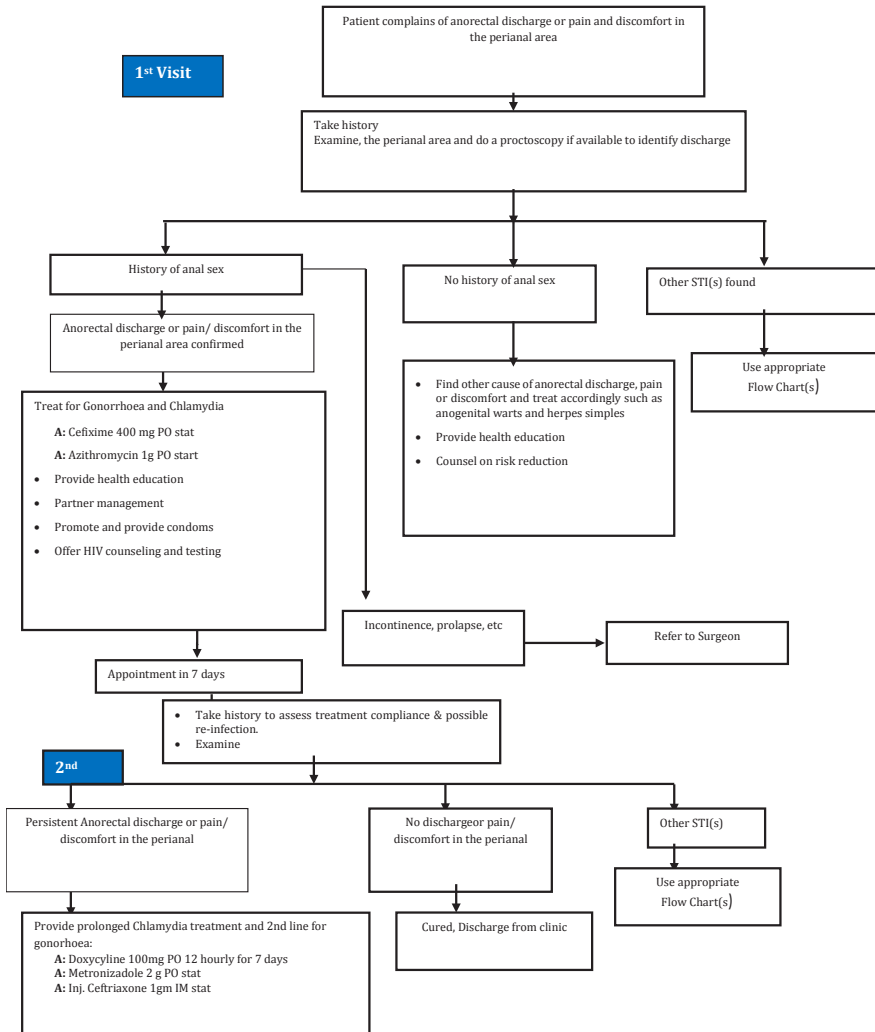 Patient complains of anorectal discharge or pain and discomfort in
the perianal area
1st Visit
Take history
Examine, the perianal area and do a proctoscopy if available to identify discharge
History of anal sex
No history of anal sex
Other STI(s) found
Anorectal discharge or pain/ discomfort in the
perianal area confirmed
Use appropriate
Flow Chart(s)
Treat for Gonorrhoea and Chlamydia
A: Cefixime 400 mg PO stat
A: Azithromycin 1g PO start
• Provide health education
• Partner management
• Promote and provide condoms
• Offer HIV counseling and testing
• Find other cause of anorectal discharge, pain
or discomfort and treat accordingly such as
anogenital warts and herpes simples
• Provide health education
• Counsel on risk reduction
Incontinence, prolapse, etc
Refer to Surgeon
Appointment in 7 days
• Take history to assess treatment compliance & possible
re-infection.
• Examine
2nd
Persistent Anorectal discharge or pain/
discomfort in the perianal
No dischargeor pain/
discomfort in the perianal
Other STI(s)
Use appropriate
Flow Chart(s)
Provide prolonged Chlamydia treatment and 2nd line for
gonorhoea:
A: Doxycyline 100mg PO 12 hourly for 7 days
A: Metronizadole 2 g PO stat
A: Inj. Ceftriaxone 1gm IM stat
Cured, Discharge from clinic